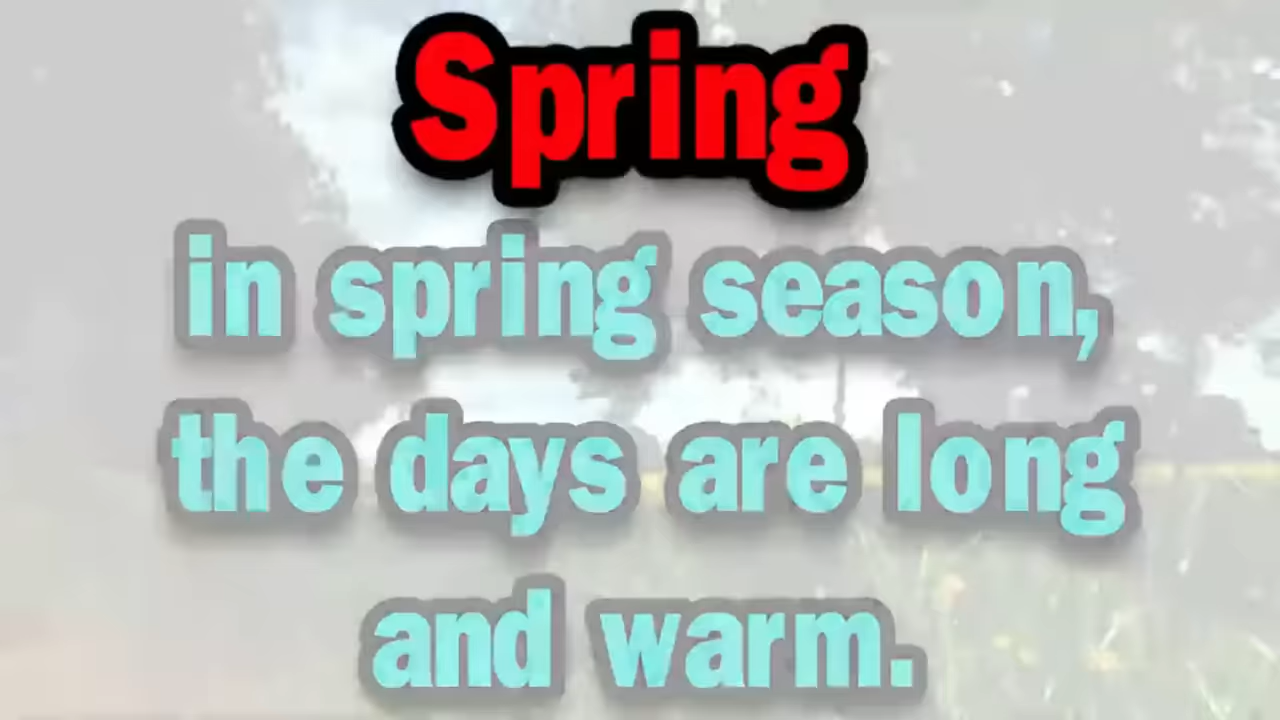 Spring
in spring season,
the days are long
and warm.